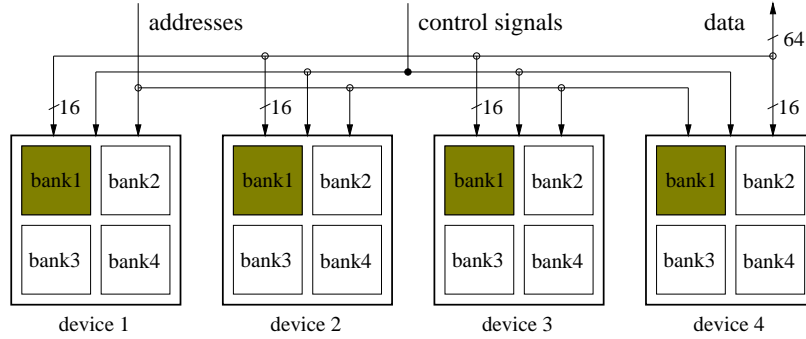 addresses control signals data
64
16 16 16 16
bank1 bank2 bank1 bank2 bank1 bank2 bank1 bank2
bank3 bank4 bank3 bank4 bank3 bank4 bank3 bank4
device 1 device 2 device 3 device 4